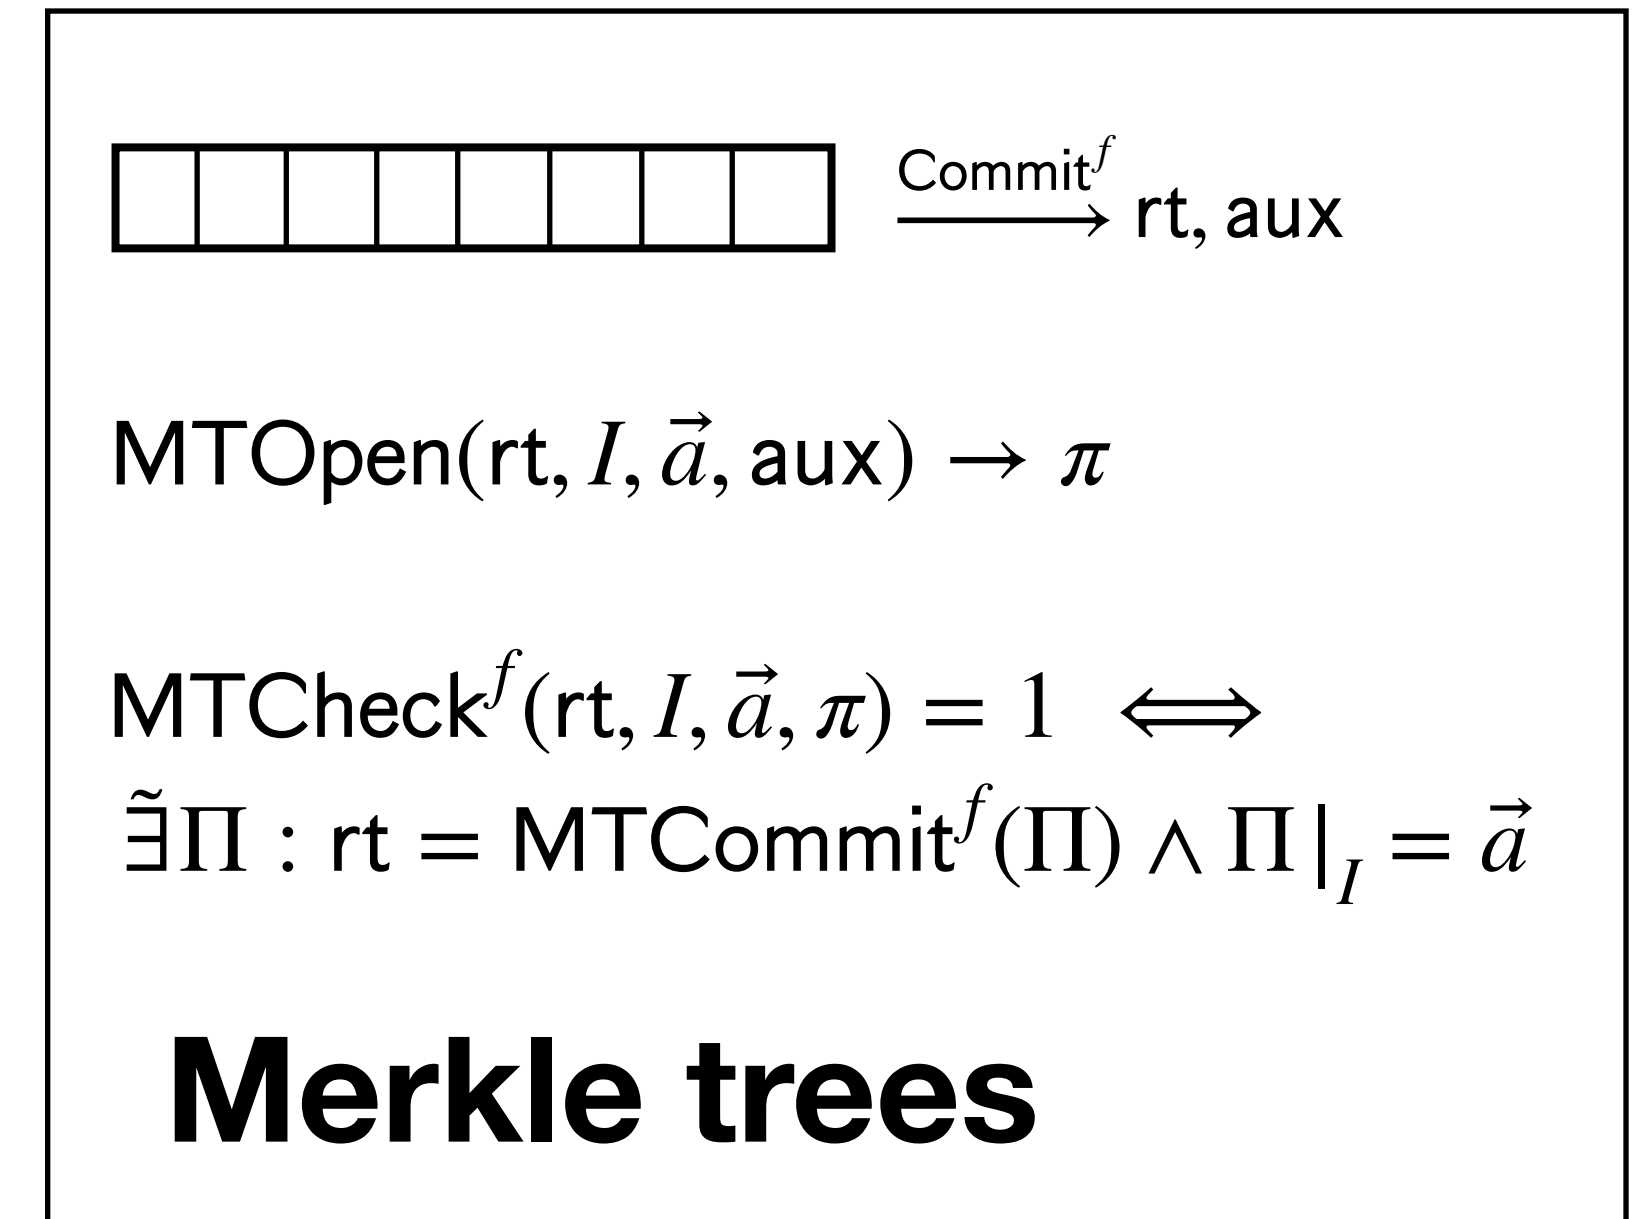 Commit^f → rt, aux
MTOpen(rt, I, a⃗, aux) → π
MTCheck^f(rt, I, a⃗, π) = 1 ⟺
∃̃Π : rt = MTCommit^f(Π) ∧ Π|_I = a⃗
Merkle trees